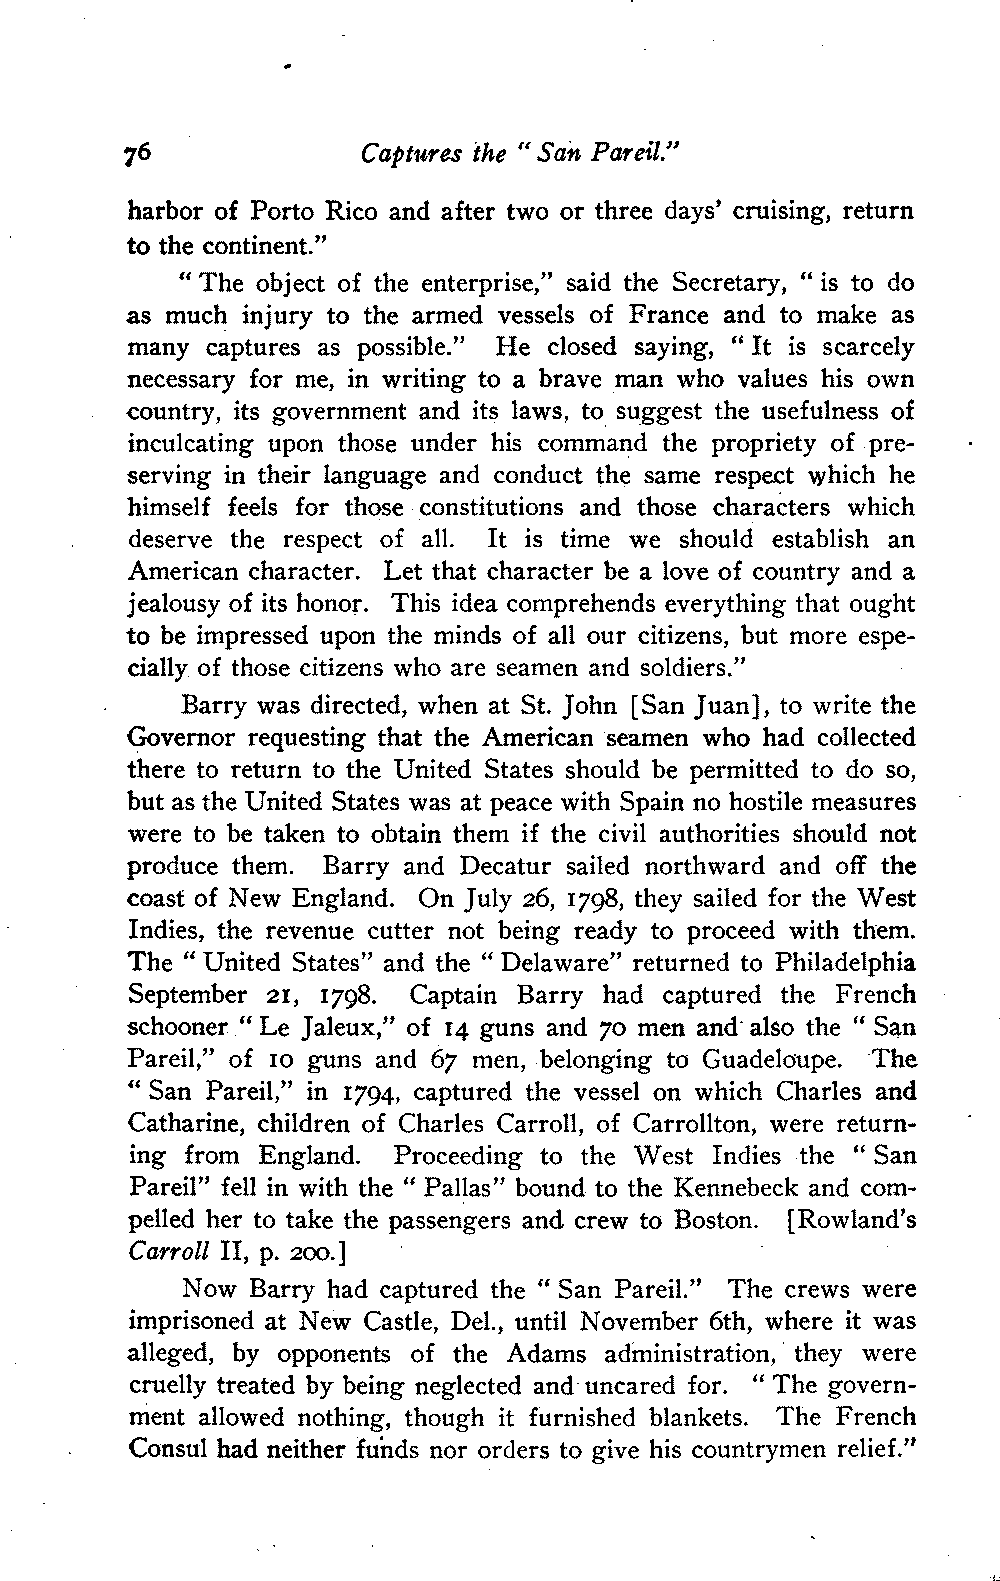 76 Captures the “ San Pareil.”
harbor of Porto Rico and after two or three days’ cruising, return
to the continent.”
“ The object of the enterprise,” said the Secretary, “ is to do
as much injury to the armed vessels of France and to make as
many captures as possible.” He closed saying, “ It is scarcely
necessary for me, in writing to a brave man who values his own
country, its government and its laws, to suggest the usefulness of
inculcating upon those under his command the propriety of pre-
serving in their language and conduct the same respect which he
himself feels for those constitutions and those characters which
deserve the respect of all. It is time we should establish an
American character. Let that character be a love of country and a
jealousy of its honor. This idea comprehends everything that ought
to be impressed upon the minds of all our citizens, but more espe-
cially of those citizens who are seamen and soldiers.”
Barry was directed, when at St. John [San Juan], to write the
Governor requesting that the American seamen who had collected
there to return to the United States should be permitted to do so,
but as the United States was at peace with Spain no hostile measures
were to be taken to obtain them if the civil authorities should not
produce them. Barry and Decatur sailed northward and off the
coast of New England. On July 26, 1798, they sailed for the West
Indies, the revenue cutter not being ready to proceed with them.
The “ United States” and the “ Delaware” returned to Philadelphia
September 21, 1798. Captain Barry had captured the French
schooner “ Le Jaleux,” of 14 guns and 70 men and also the “ San
Pareil,” of 10 guns and 67 men, belonging to Guadeloupe. The
“ San Pareil,” in 1794, captured the vessel on which Charles and
Catharine, children of Charles Carroll, of Carrollton, were return-
ing from England. Proceeding to the West Indies the “ San
Pareil” fell in with the “ Pallas” bound to the Kennebeck and com-
pelled her to take the passengers and crew to Boston. [Rowland’s
Carroll II, p. 200.]
Now Barry had captured the “ San Pareil.” The crews were
imprisoned at New Castle, Del., until November 6th, where it was
alleged, by opponents of the Adams administration, they were
cruelly treated by being neglected and uncared for. “ The govern-
ment allowed nothing, though it furnished blankets. The French
Consul had neither funds nor orders to give his countrymen relief.”